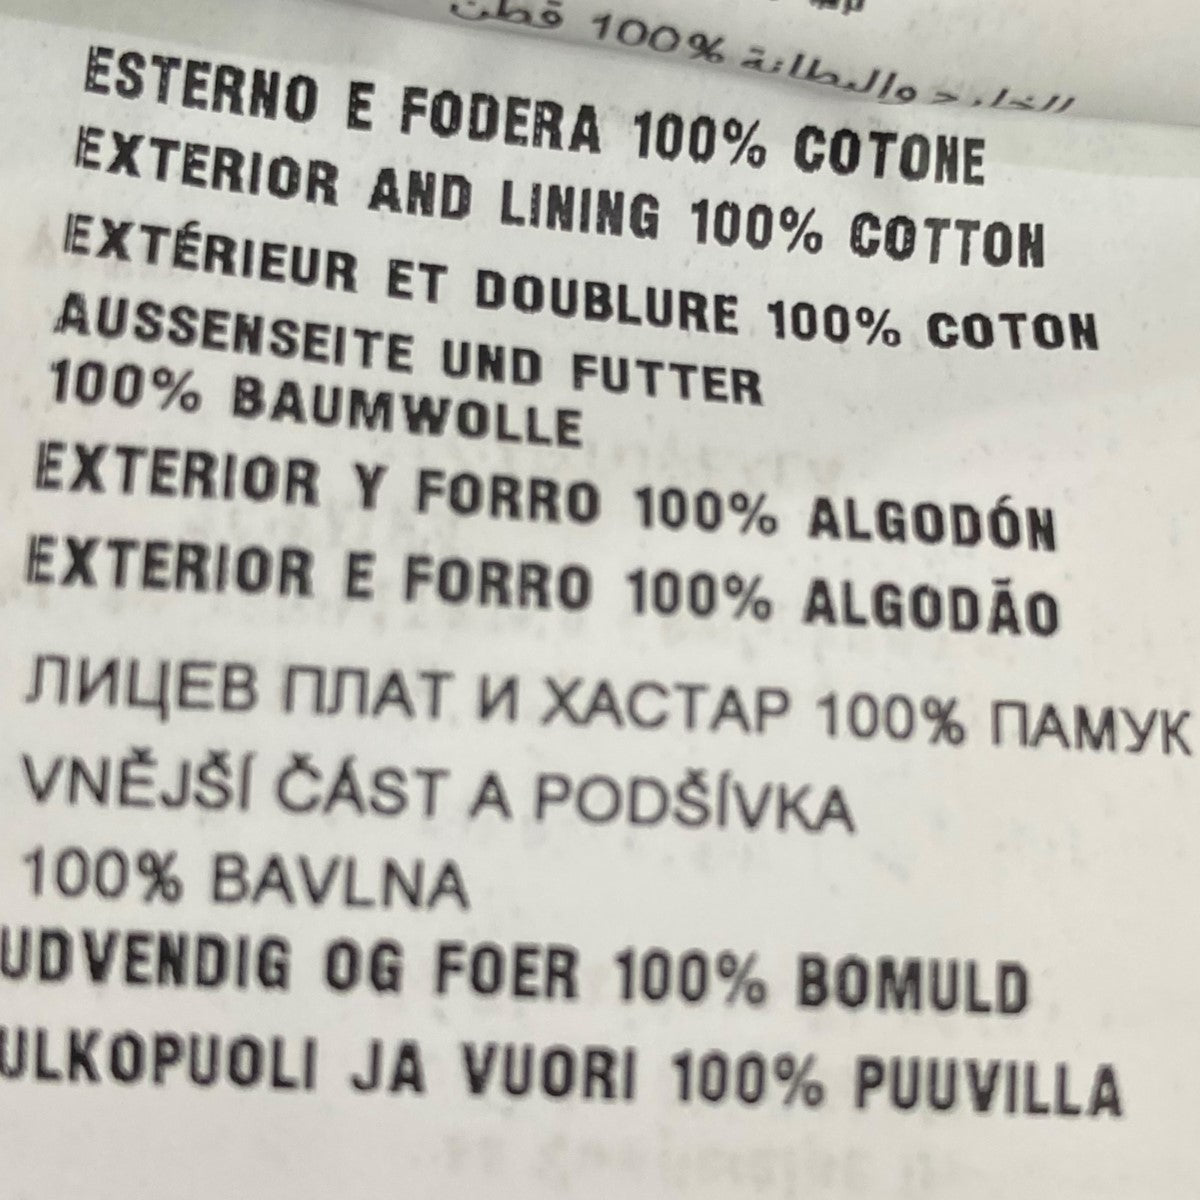 الخارج والبطانة 100% قطن
ESTERNO E FODERA 100% COTONE
EXTERIOR AND LINING 100% COTTON
EXTÉRIEUR ET DOUBLURE 100% COTON
AUSSENSEITE UND FUTTER
100% BAUMWOLLE
EXTERIOR Y FORRO 100% ALGODÓN
EXTERIOR E FORRO 100% ALGODÃO
ЛИЦЕВ ПЛАТ И ХАСТАР 100% ПАМУК
VNĚJŠÍ ČÁST A PODŠÍVKA
100% BAVLNA
UDVENDIG OG FOER 100% BOMULD
ULKOPUOLI JA VUORI 100% PUUVILLA